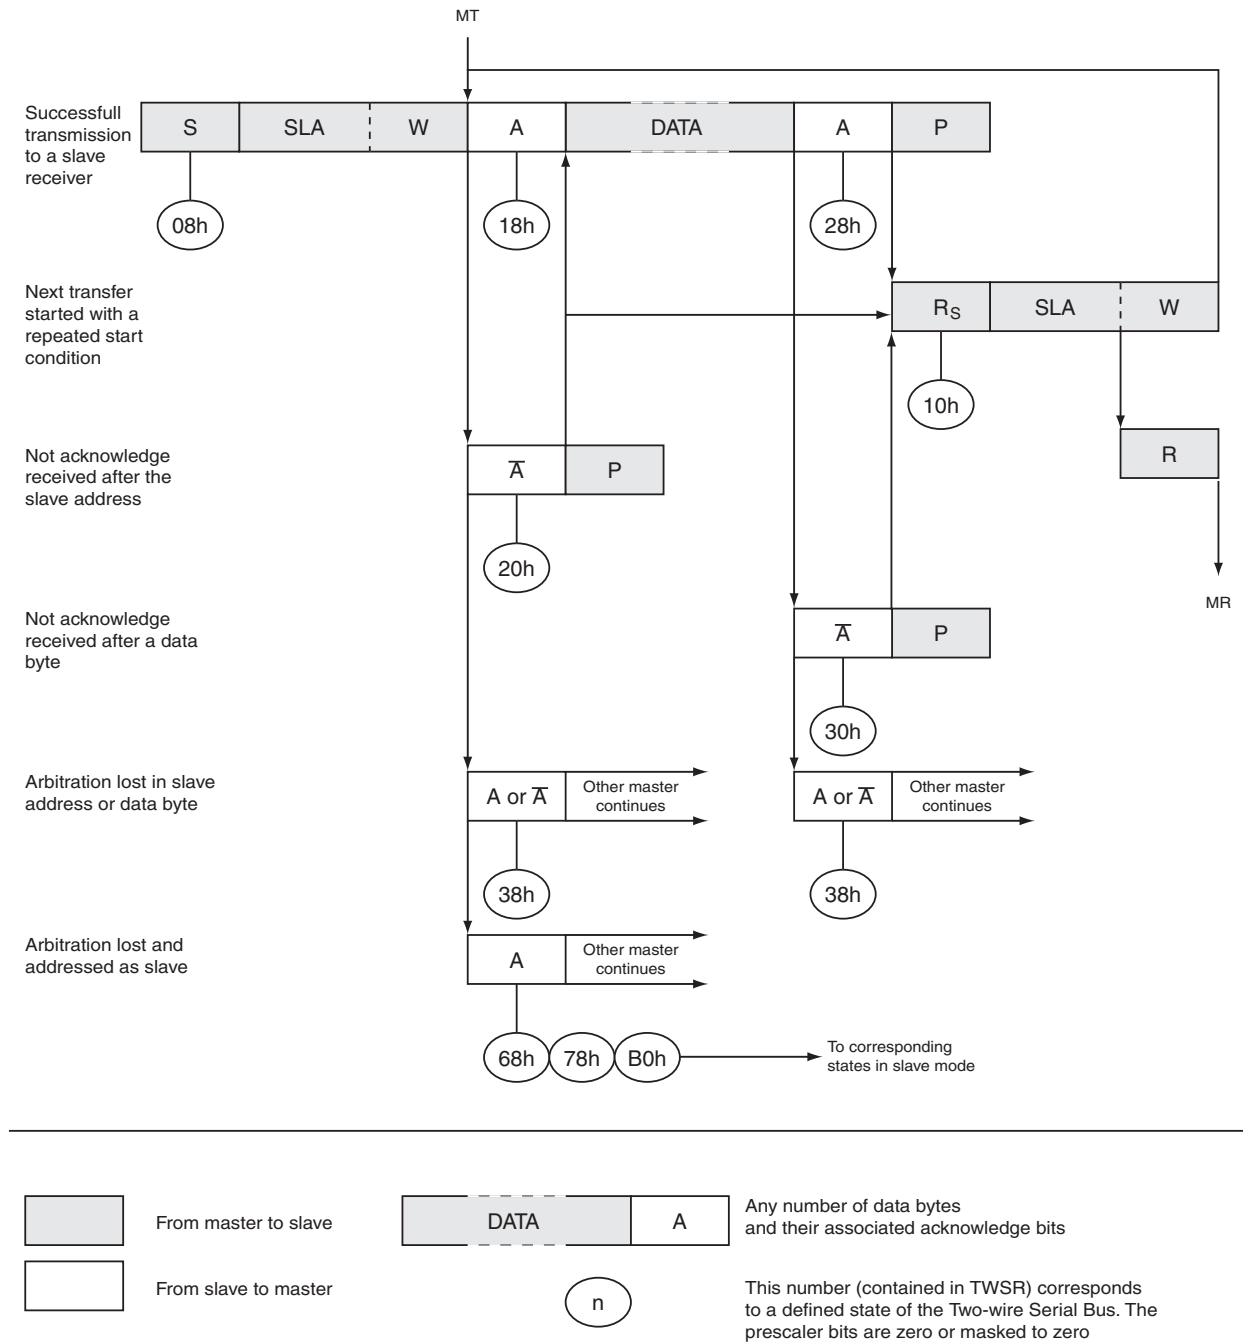 MT
Successfull
transmission
to a slave
receiver
S SLA W A DATA A P
08h 18h 28h
Next transfer
started with a
repeated start
condition
RS SLA W
10h
Not acknowledge
received after the
slave address
A̅ P
R
20h
MR
Not acknowledge
received after a data
byte
A̅ P
30h
Arbitration lost in slave
address or data byte
A or A̅ Other master
continues
A or A̅ Other master
continues
38h 38h
Arbitration lost and
addressed as slave
A Other master
continues
68h 78h B0h
To corresponding
states in slave mode
From master to slave
DATA A
Any number of data bytes
and their associated acknowledge bits
From slave to master
n
This number (contained in TWSR) corresponds
to a defined state of the Two-wire Serial Bus. The
prescaler bits are zero or masked to zero